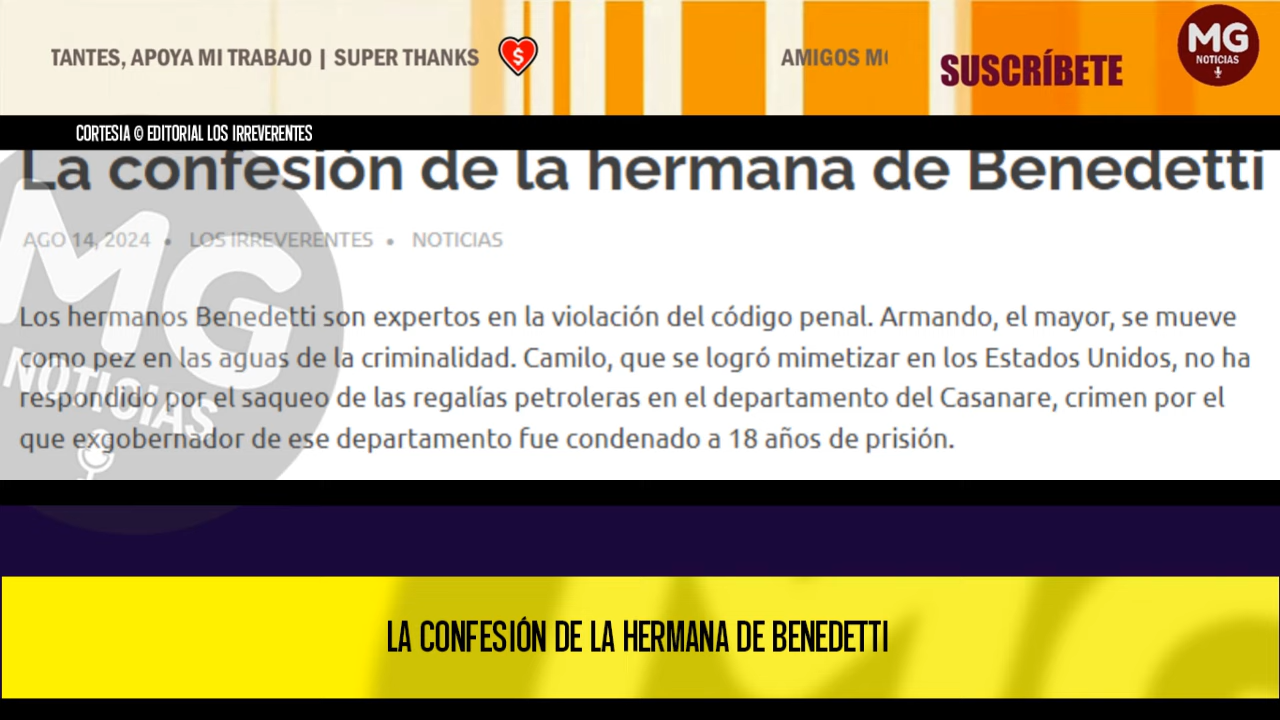 TANTES, APOYA MI TRABAJO | SUPER THANKS
AMIGOS M
SUSCRÍBETE
MG
NOTICIAS
CORTESIA © EDITORIAL LOS IRREVERENTES
La confesión de la hermana de Benedetti
AGO 14, 2024 • LOS IRREVERENTES • NOTICIAS
Los hermanos Benedetti son expertos en la violación del código penal. Armando, el mayor, se mueve
como pez en las aguas de la criminalidad. Camilo, que se logró mimetizar en los Estados Unidos, no ha
respondido por el saqueo de las regalías petroleras en el departamento del Casanare, crimen por el
que exgobernador de ese departamento fue condenado a 18 años de prisión.
MG
NOTICIAS
LA CONFESIÓN DE LA HERMANA DE BENEDETTI